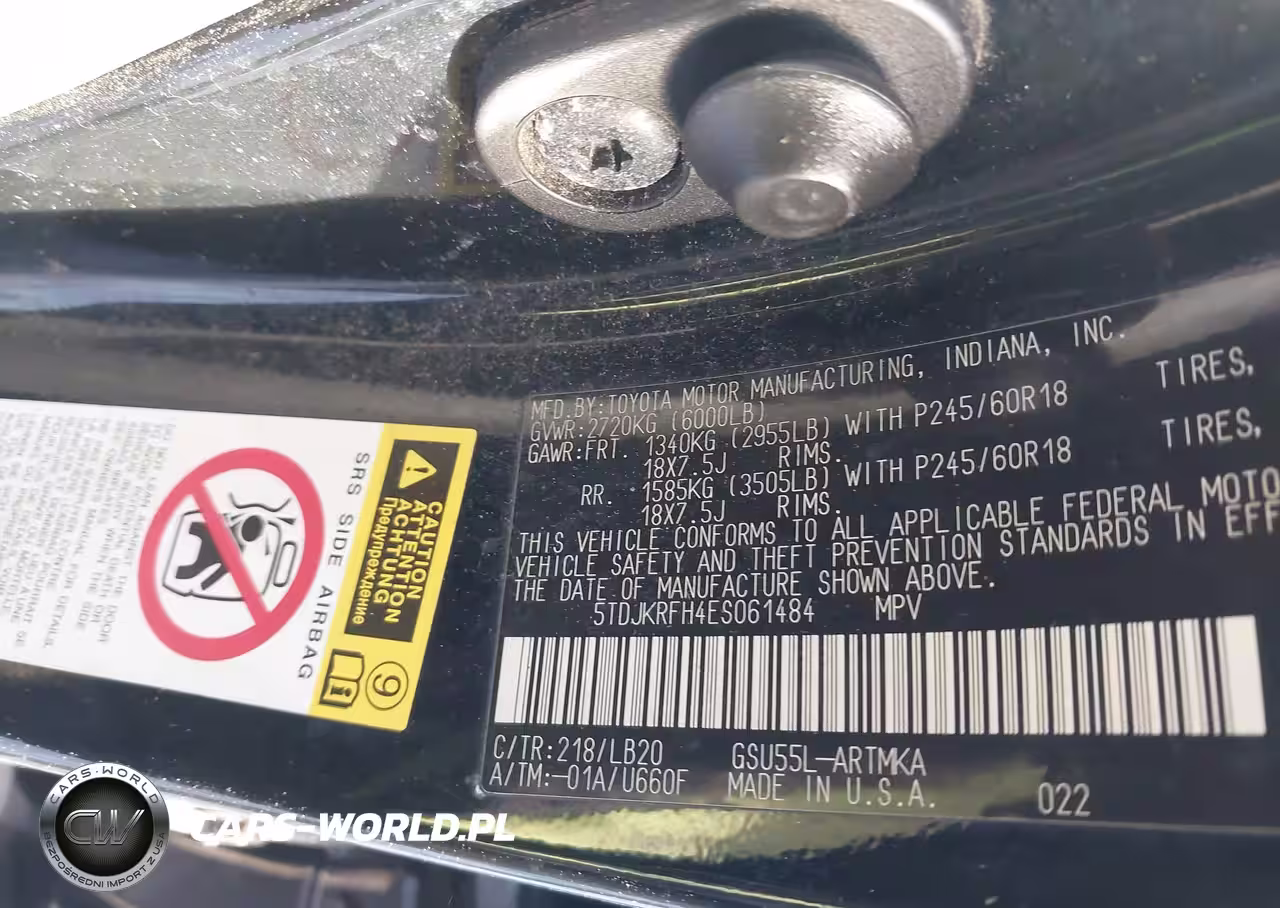 MFD.BY:TOYOTA MOTOR MANUFACTURING, INDIANA, INC.
GVWR:2720KG (6000LB)
GAWR:FRT. 1340KG (2955LB) WITH P245/60R18 TIRES,
18X7.5J RIMS.
RR. 1585KG (3505LB) WITH P245/60R18 TIRES,
18X7.5J RIMS.
THIS VEHICLE CONFORMS TO ALL APPLICABLE FEDERAL MOTO
VEHICLE SAFETY AND THEFT PREVENTION STANDARDS IN EFF
THE DATE OF MANUFACTURE SHOWN ABOVE.
5TDJKRFH4ES061484 MPV
C/TR:218/LB20 GSU55L-ARTMKA
A/TM:-01A/U660F MADE IN U.S.A. 022
CAUTION
ATTENTION
ACHTUNG
Предупреждение
SRS SIDE AIRBAG
9
CARS-WORLD
CW
BEZPOŚREDNI IMPORT Z USA
CARS-WORLD.PL